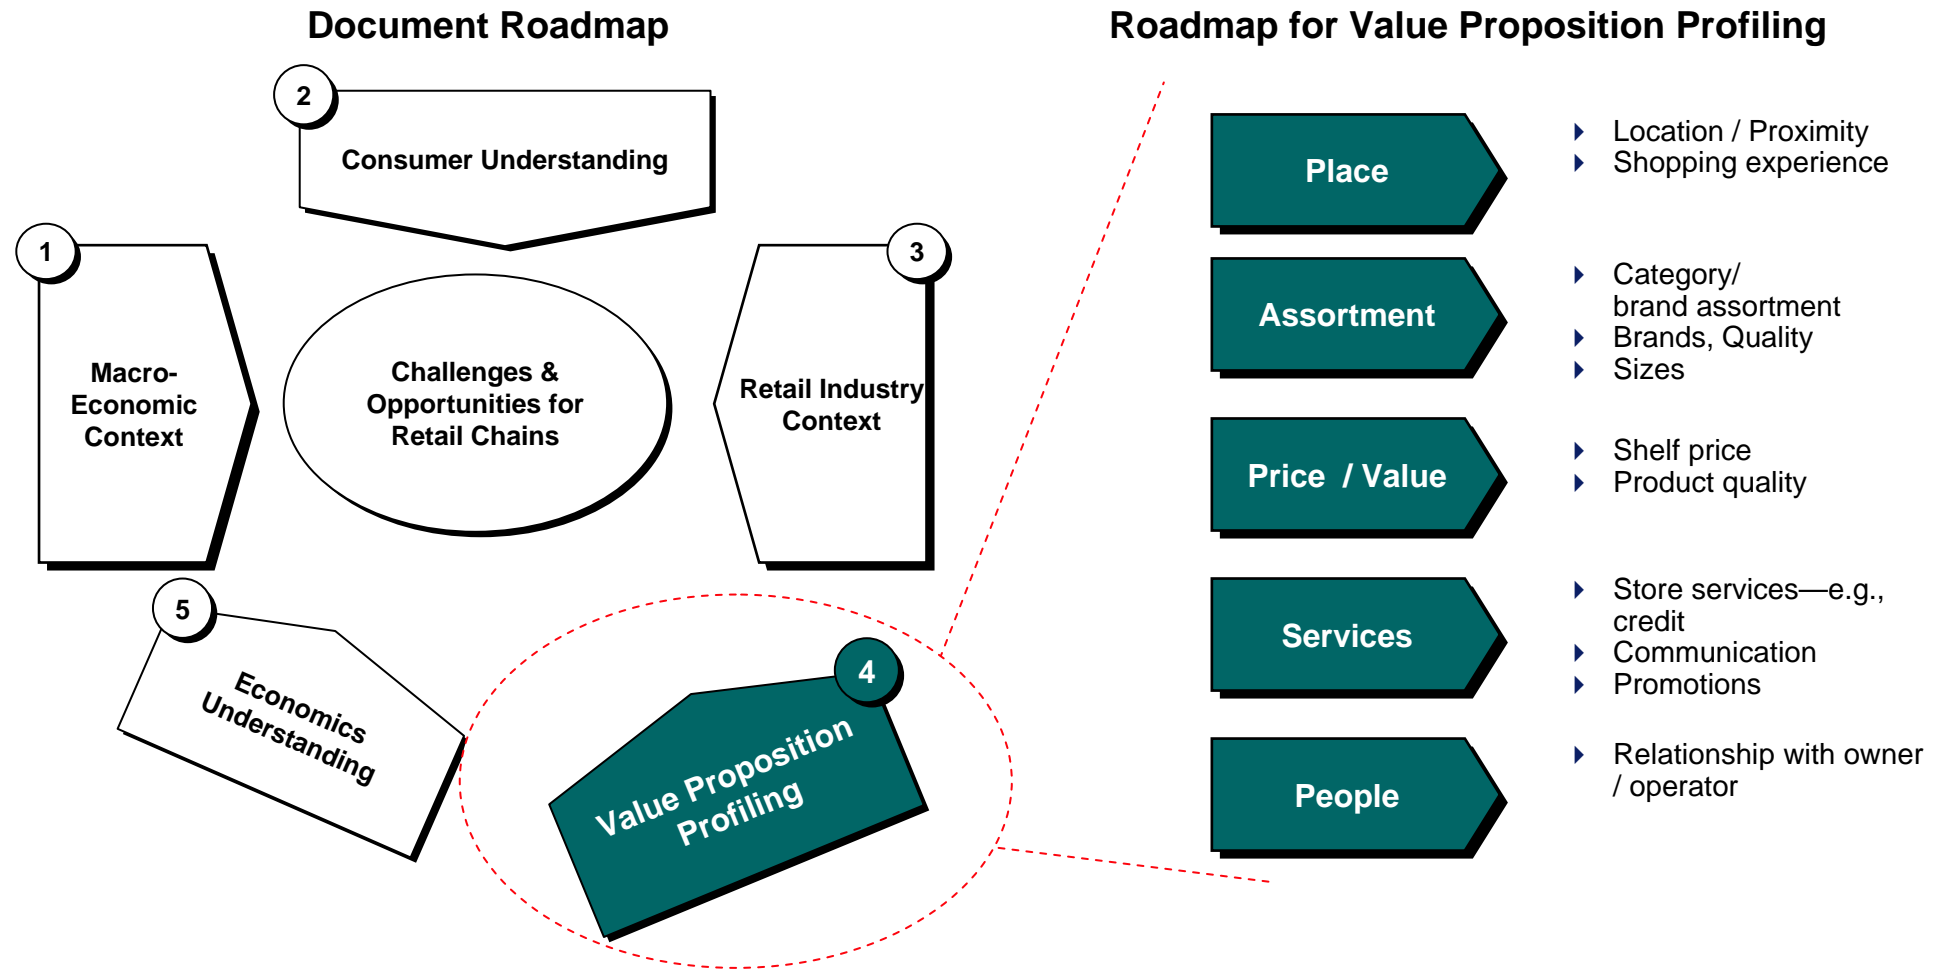 Document Roadmap
2
Consumer Understanding
1
Macro-
Economic
Context
Challenges &
Opportunities for
Retail Chains
3
Retail Industry
Context
5
Economics
Understanding
4
Value Proposition
Profiling
Roadmap for Value Proposition Profiling
Place
Location / Proximity
Shopping experience
Assortment
Category/
brand assortment
Brands, Quality
Sizes
Price / Value
Shelf price
Product quality
Services
Store services—e.g.,
credit
Communication
Promotions
People
Relationship with owner
/ operator